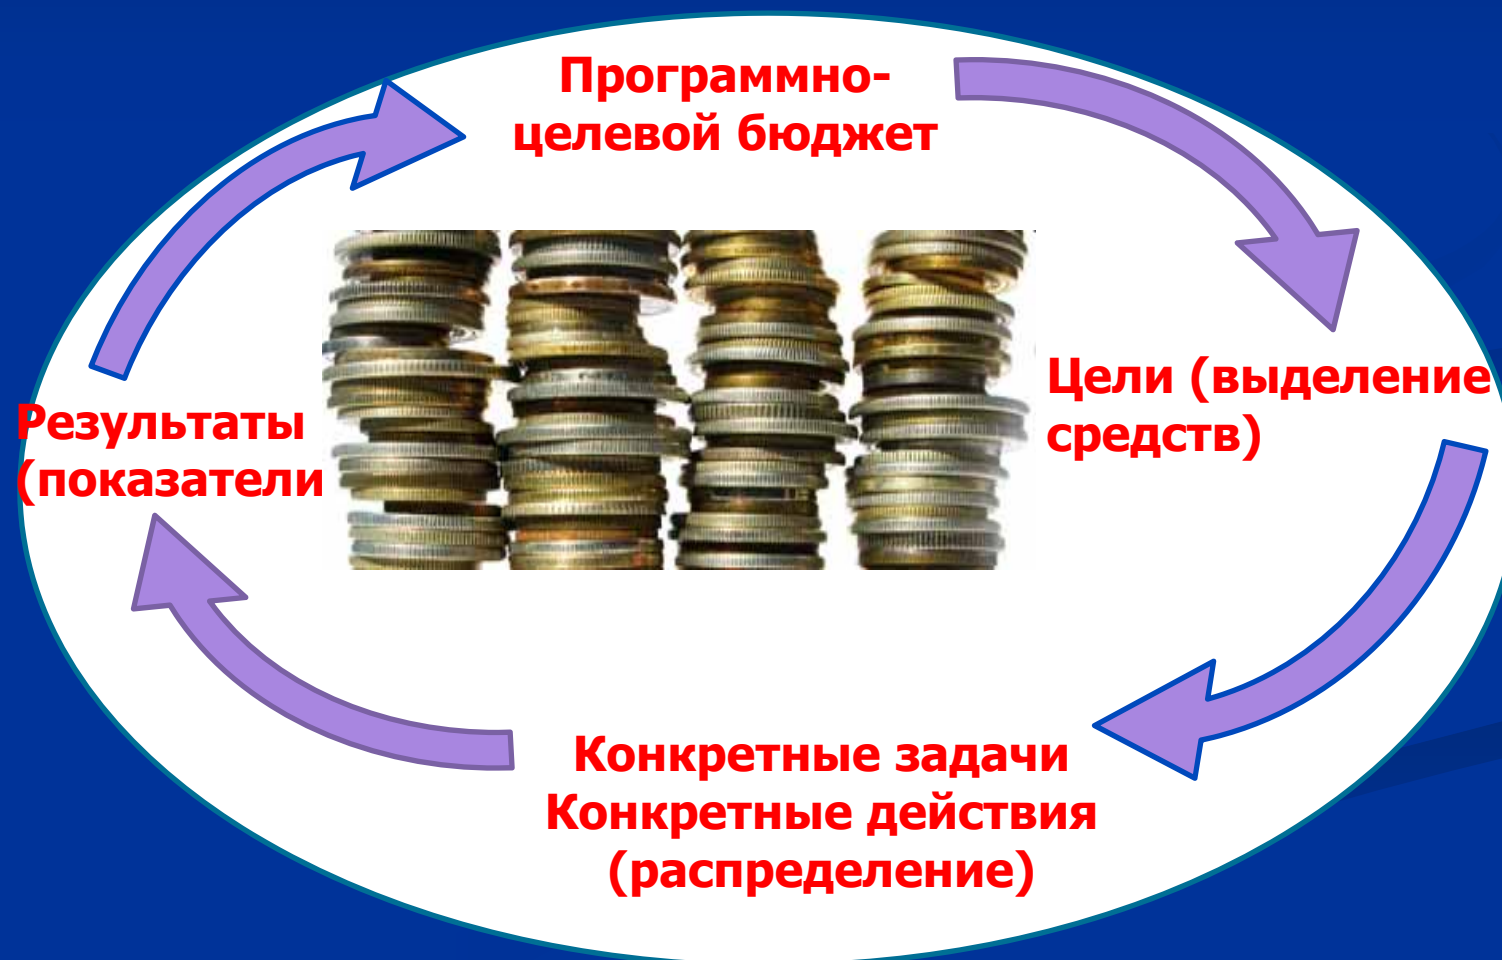 Программно-
целевой бюджет
Цели (выделение
средств)
Конкретные задачи
Конкретные действия
(распределение)
Результаты
(показатели